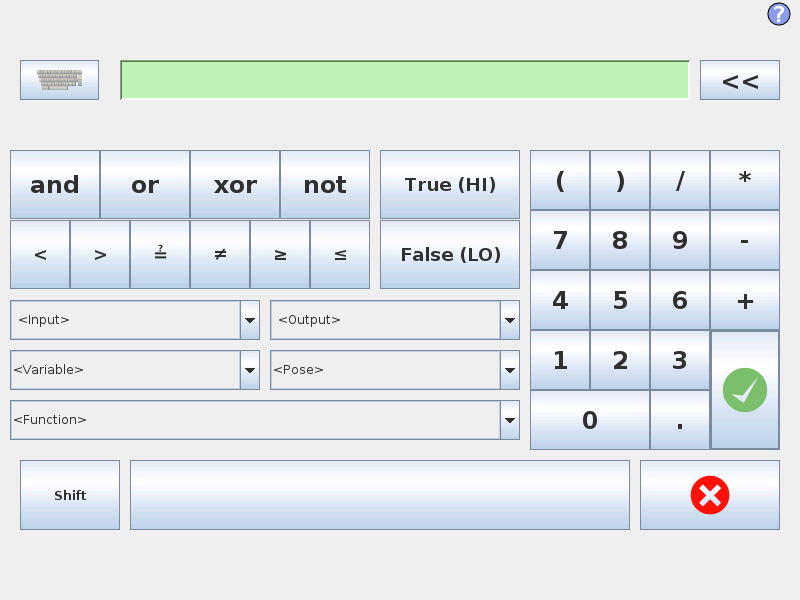 ?
<<
and or xor not True (HI) ( ) / *
< > ≟ ≠ ≥ ≤ False (LO) 7 8 9 -
<Input> <Output> 4 5 6 +
<Variable> <Pose> 1 2 3
<Function> 0 .
Shift